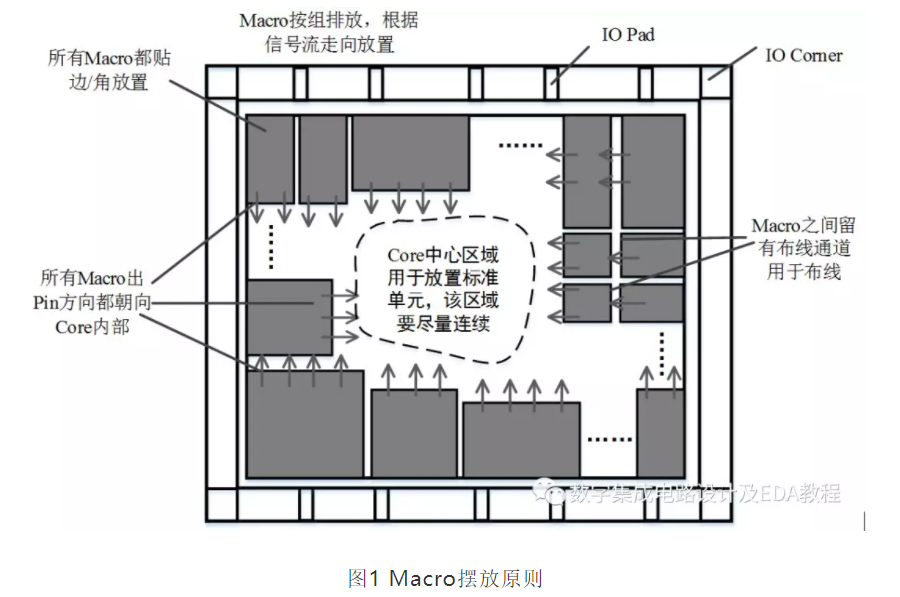 Macro按组排放，根据
信号流走向放置
所有Macro都贴
边/角放置
IO Pad
IO Corner
Macro之间留
有布线通道
用于布线
Core中心区域
用于放置标准
单元，该区域
要尽量连续
所有Macro出
Pin方向都朝向
Core内部
数字集成电路设计及EDA教程
图1 Macro摆放原则